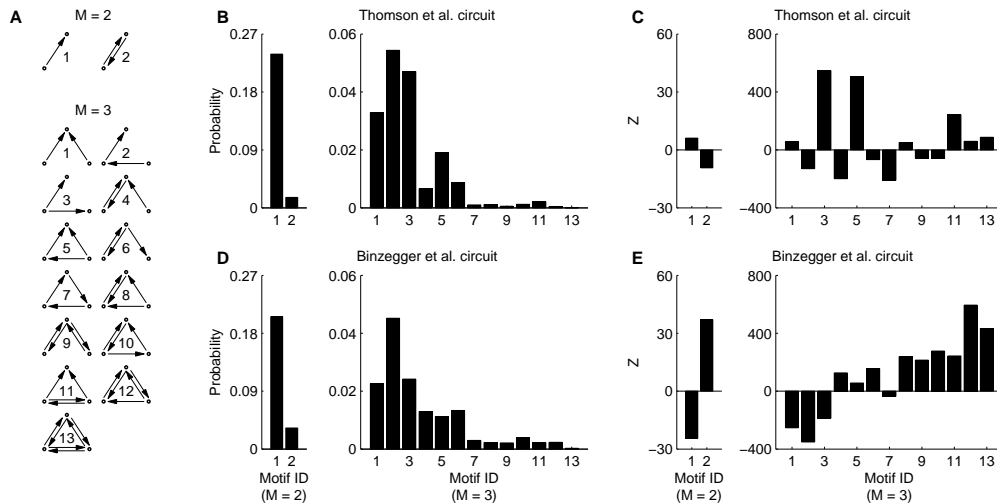 A
M = 2
1
2
M = 3
1
2
3
4
5
6
7
8
9
10
11
12
13
B
Thomson et al. circuit
Probability
0.27
0.18
0.09
0
1 2
0.06
0.04
0.02
0
1 3 5 7 9 11 13
C
Thomson et al. circuit
Z
60
30
0
−30
1 2
800
400
0
−400
1 3 5 7 9 11 13
D
Binzegger et al. circuit
Probability
0.27
0.18
0.09
0
1 2
Motif ID
(M = 2)
0.06
0.04
0.02
0
1 3 5 7 9 11 13
Motif ID
(M = 3)
E
Binzegger et al. circuit
Z
60
30
0
−30
1 2
Motif ID
(M = 2)
800
400
0
−400
1 3 5 7 9 11 13
Motif ID
(M = 3)